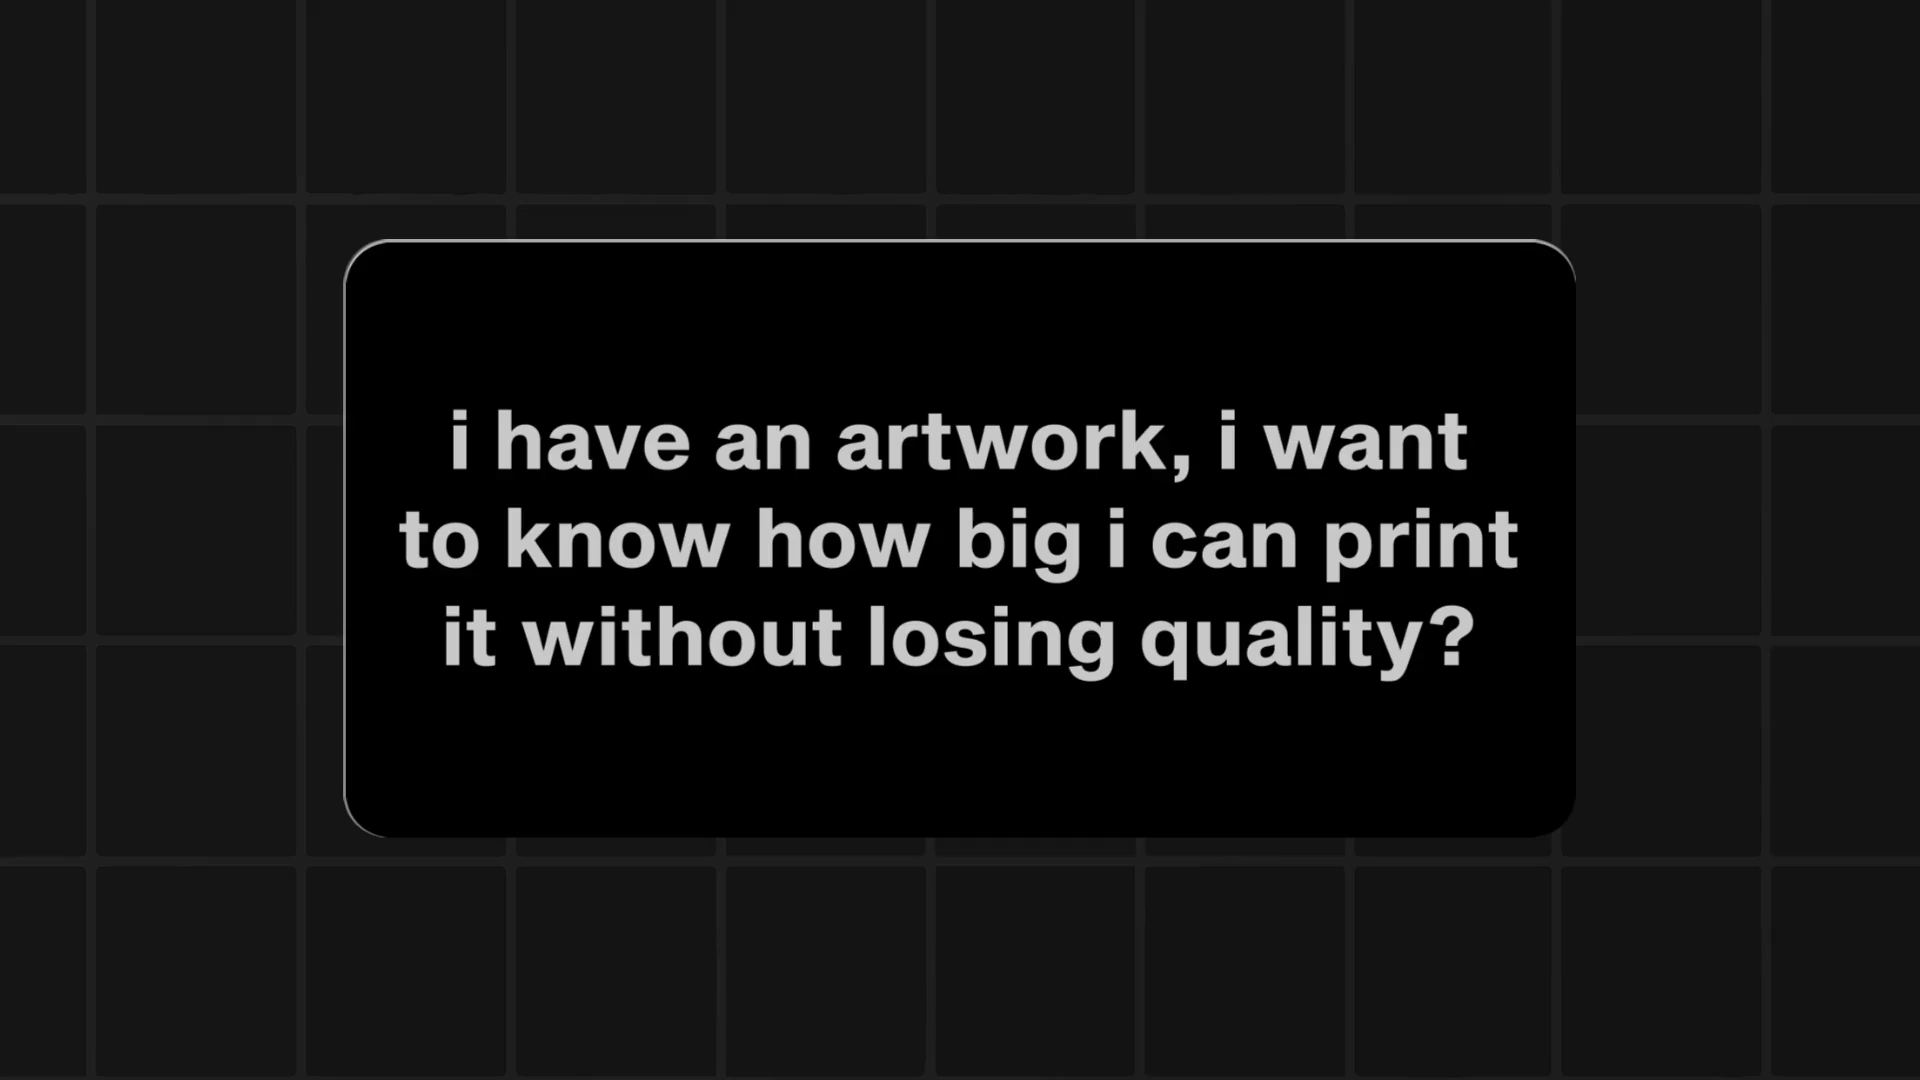 i have an artwork, i want
to know how big i can print
it without losing quality?